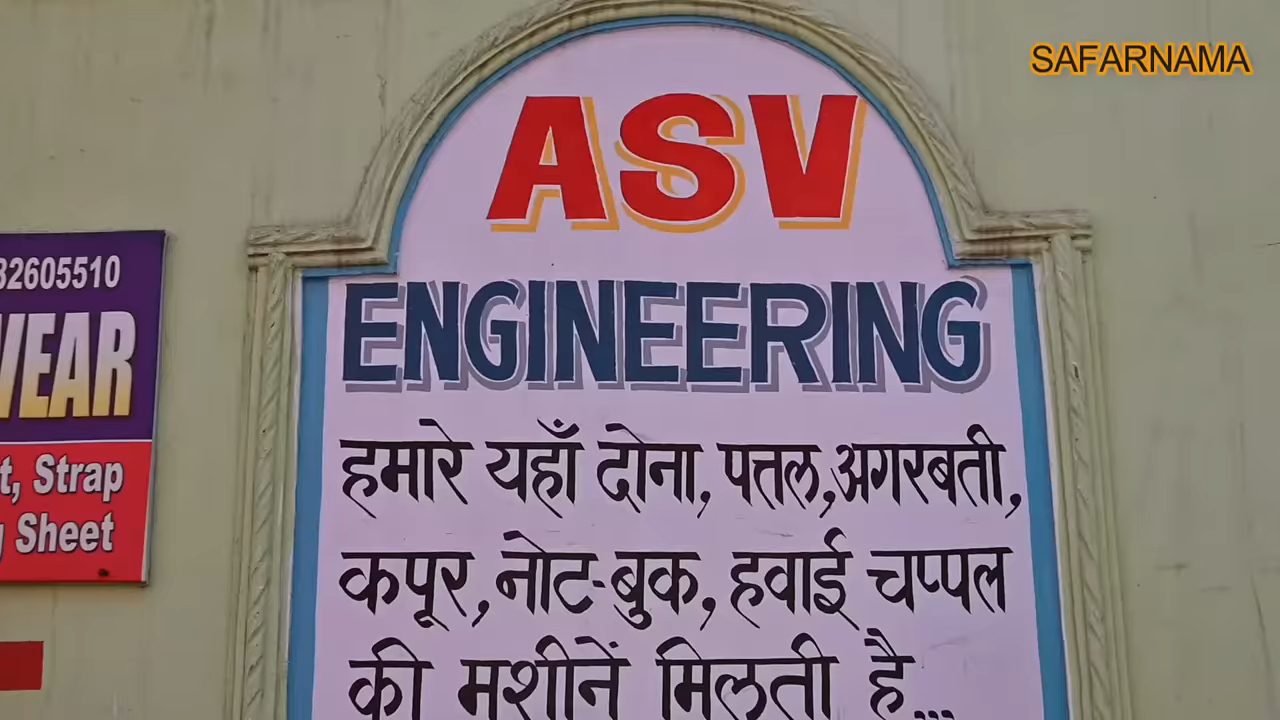 SAFARNAMA
ASV
ENGINEERING
हमारे यहाँ दोना, पत्तल, अगरबती,
कपूर, नोट-बुक, हवाई चप्पल
की मशीनें मिलती है...
32605510
WEAR
t, Strap
Sheet